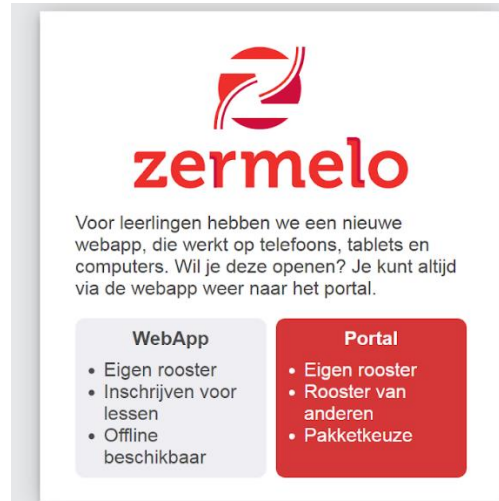 zermelo
Voor leerlingen hebben we een nieuwe
webapp, die werkt op telefoons, tablets en
computers. Wil je deze openen? Je kunt altijd
via de webapp weer naar het portal.
WebApp
• Eigen rooster
• Inschrijven voor
lessen
• Offline
beschikbaar
Portal
• Eigen rooster
• Rooster van
anderen
• Pakketkeuze